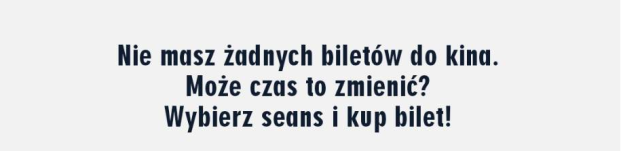 Nie masz żadnych biletów do kina.
Może czas to zmienić?
Wybierz seans i kup bilet!